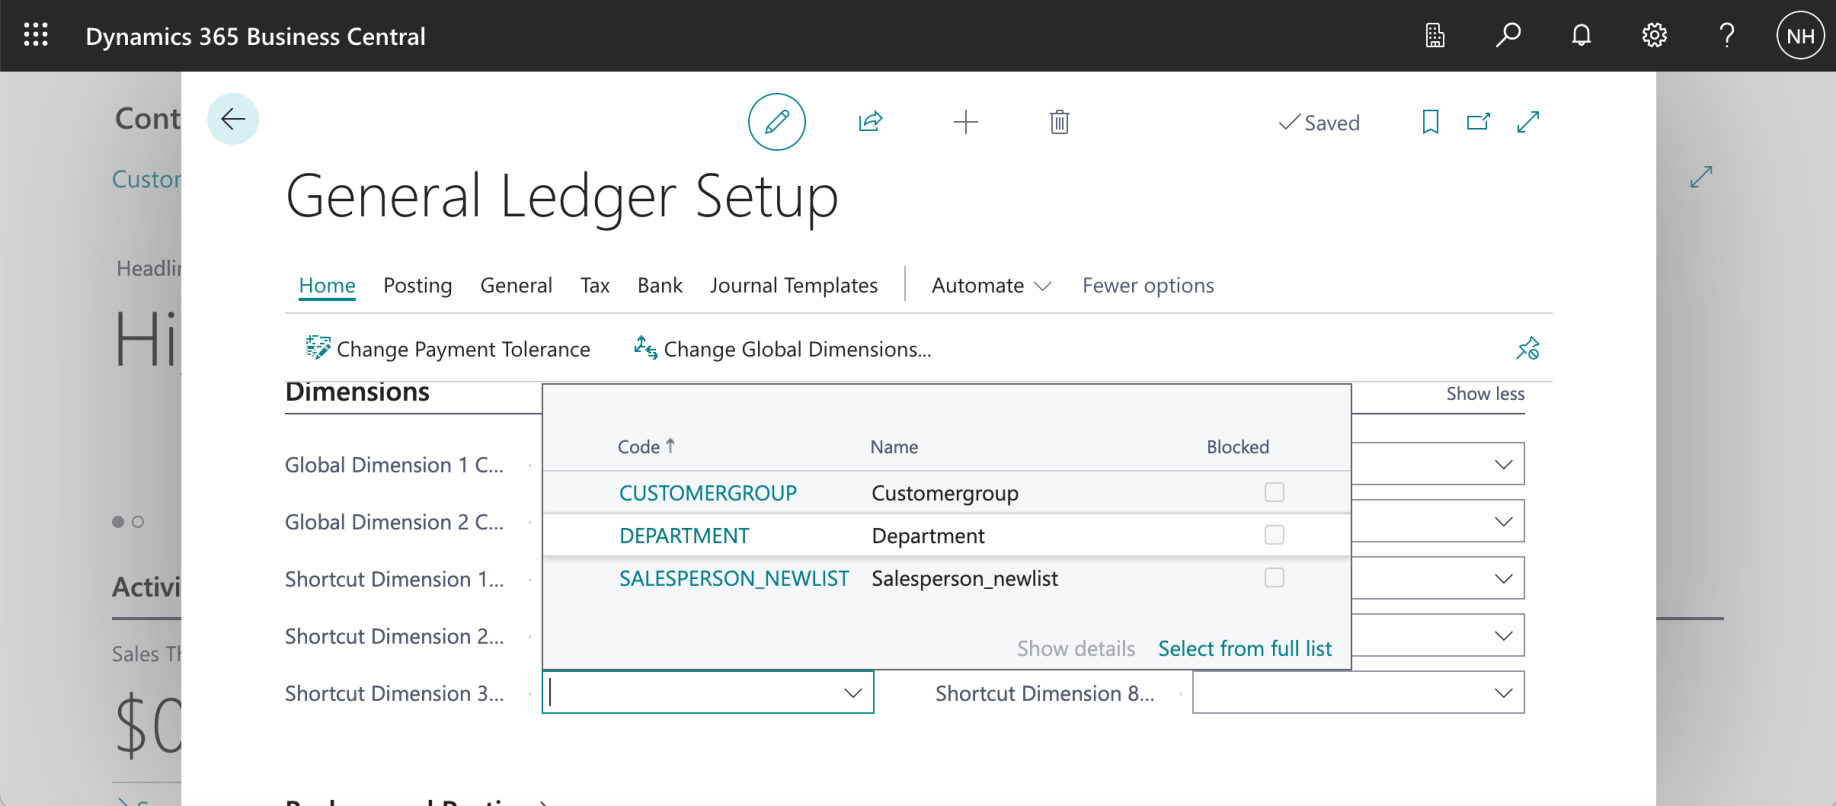 Dynamics 365 Business Central
NH
Cont
Saved
Custor
General Ledger Setup
Headlin
Home Posting General Tax Bank Journal Templates Automate Fewer options
Hi,
Change Payment Tolerance Change Global Dimensions...
Dimensions Show less
Code ↑ Name Blocked
Global Dimension 1 C...
CUSTOMERGROUP Customergroup
Global Dimension 2 C...
DEPARTMENT Department
Shortcut Dimension 1...
SALESPERSON_NEWLIST Salesperson_newlist
Activi
Shortcut Dimension 2...
Sales Th
Show details Select from full list
Shortcut Dimension 3... Shortcut Dimension 8...
$0